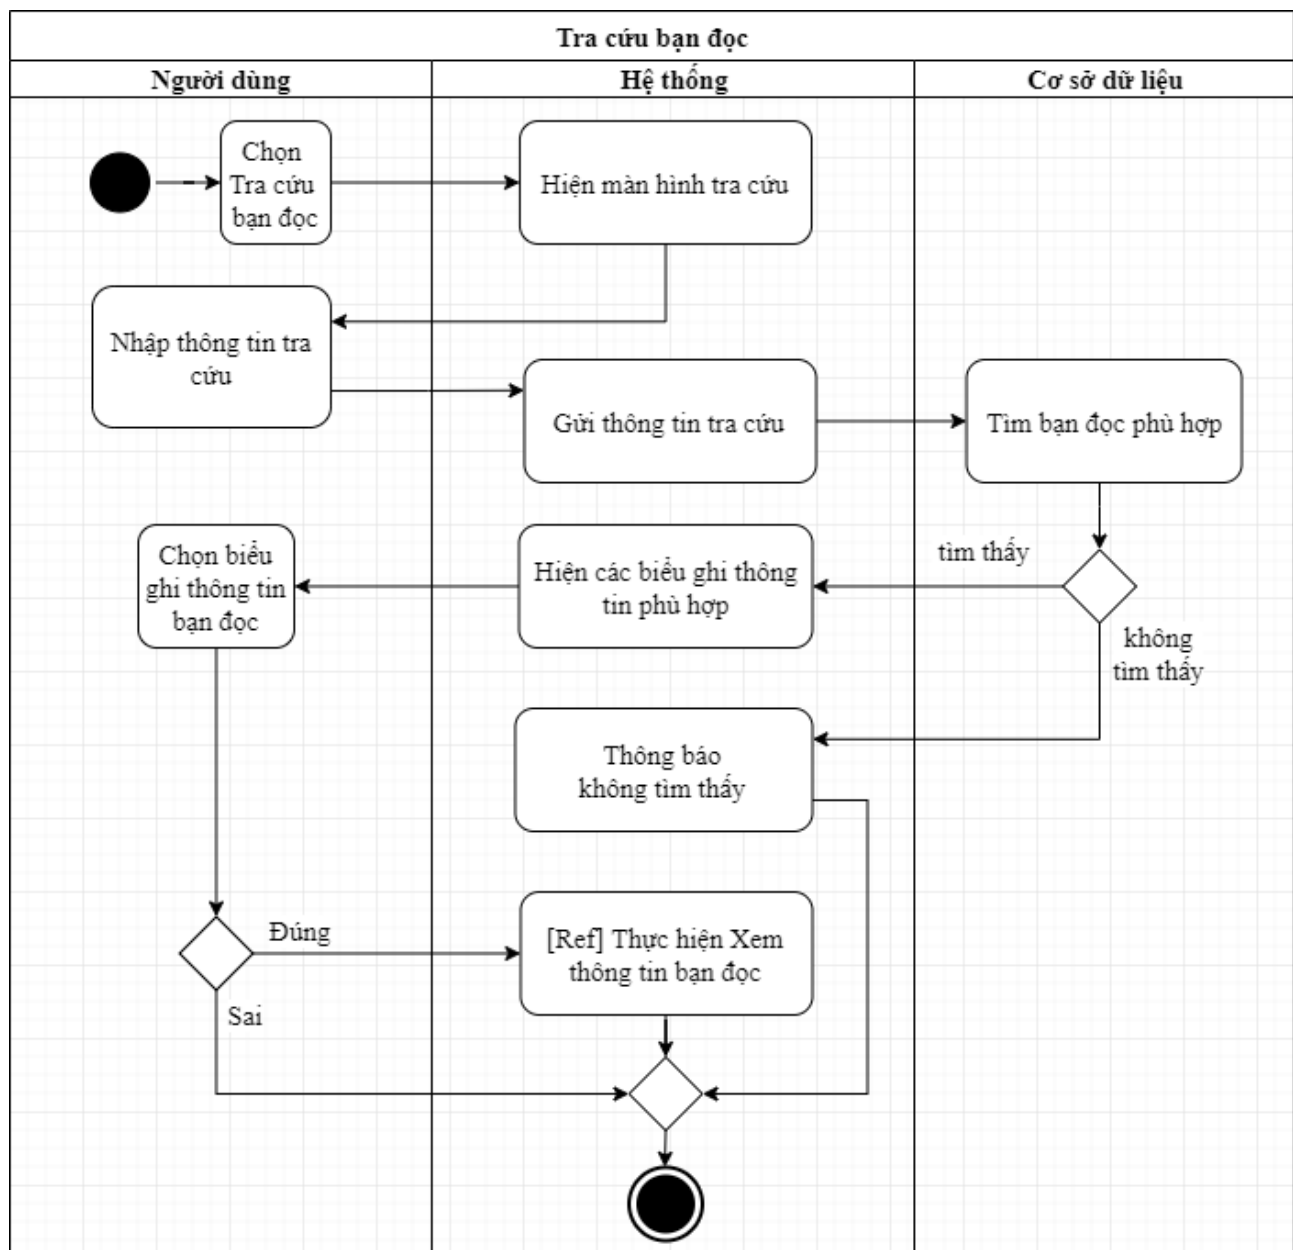 Tra cứu bạn đọc
Người dùng
Hệ thống
Cơ sở dữ liệu
Chọn
Tra cứu
bạn đọc
Hiện màn hình tra cứu
Nhập thông tin tra
cứu
Gửi thông tin tra cứu
Tìm bạn đọc phù hợp
Chọn biểu
ghi thông tin
bạn đọc
Hiện các biểu ghi thông
tin phù hợp
tìm thấy
không
tìm thấy
Thông báo
không tìm thấy
Đúng
[Ref] Thực hiện Xem
thông tin bạn đọc
Sai